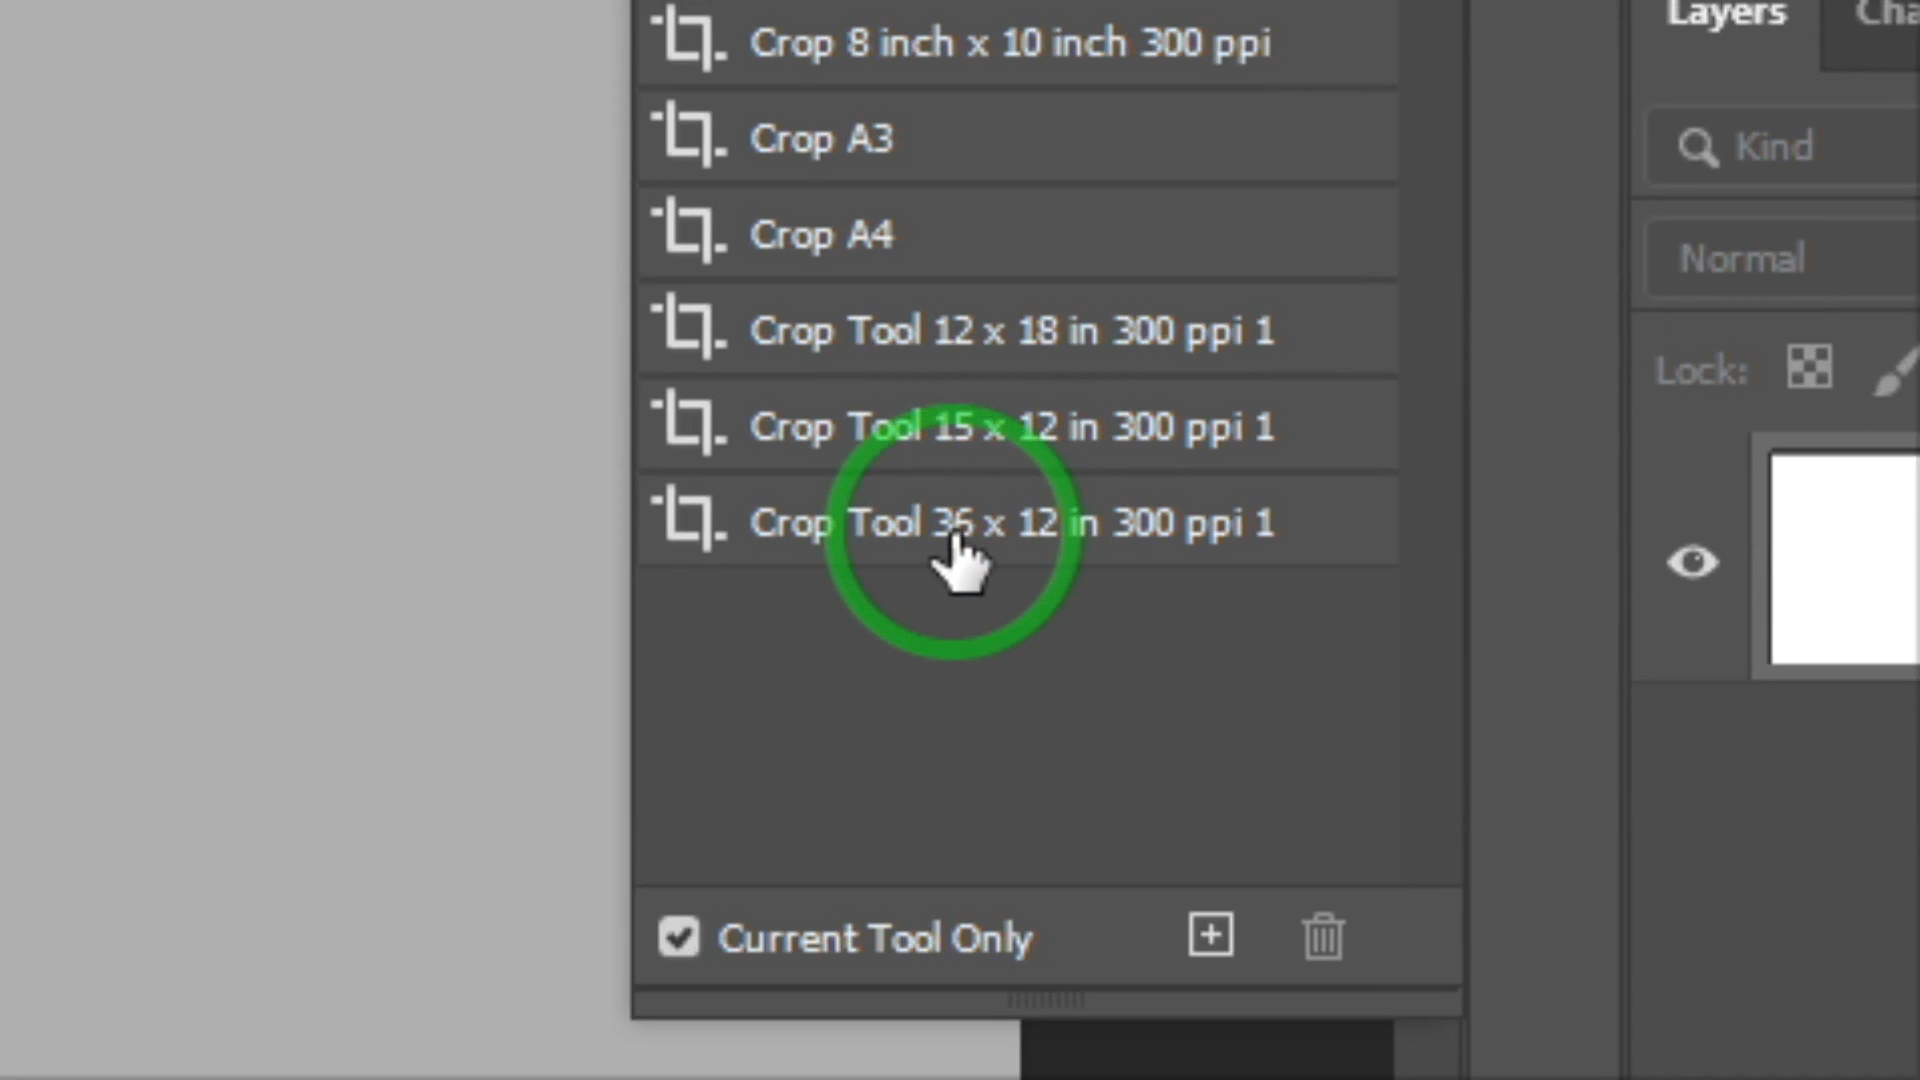 Layers
Crop 8 inch x 10 inch 300 ppi
Crop A3
Kind
Crop A4
Normal
Crop Tool 12 x 18 in 300 ppi 1
Lock:
Crop Tool 15 x 12 in 300 ppi 1
Crop Tool 36 x 12 in 300 ppi 1
Current Tool Only